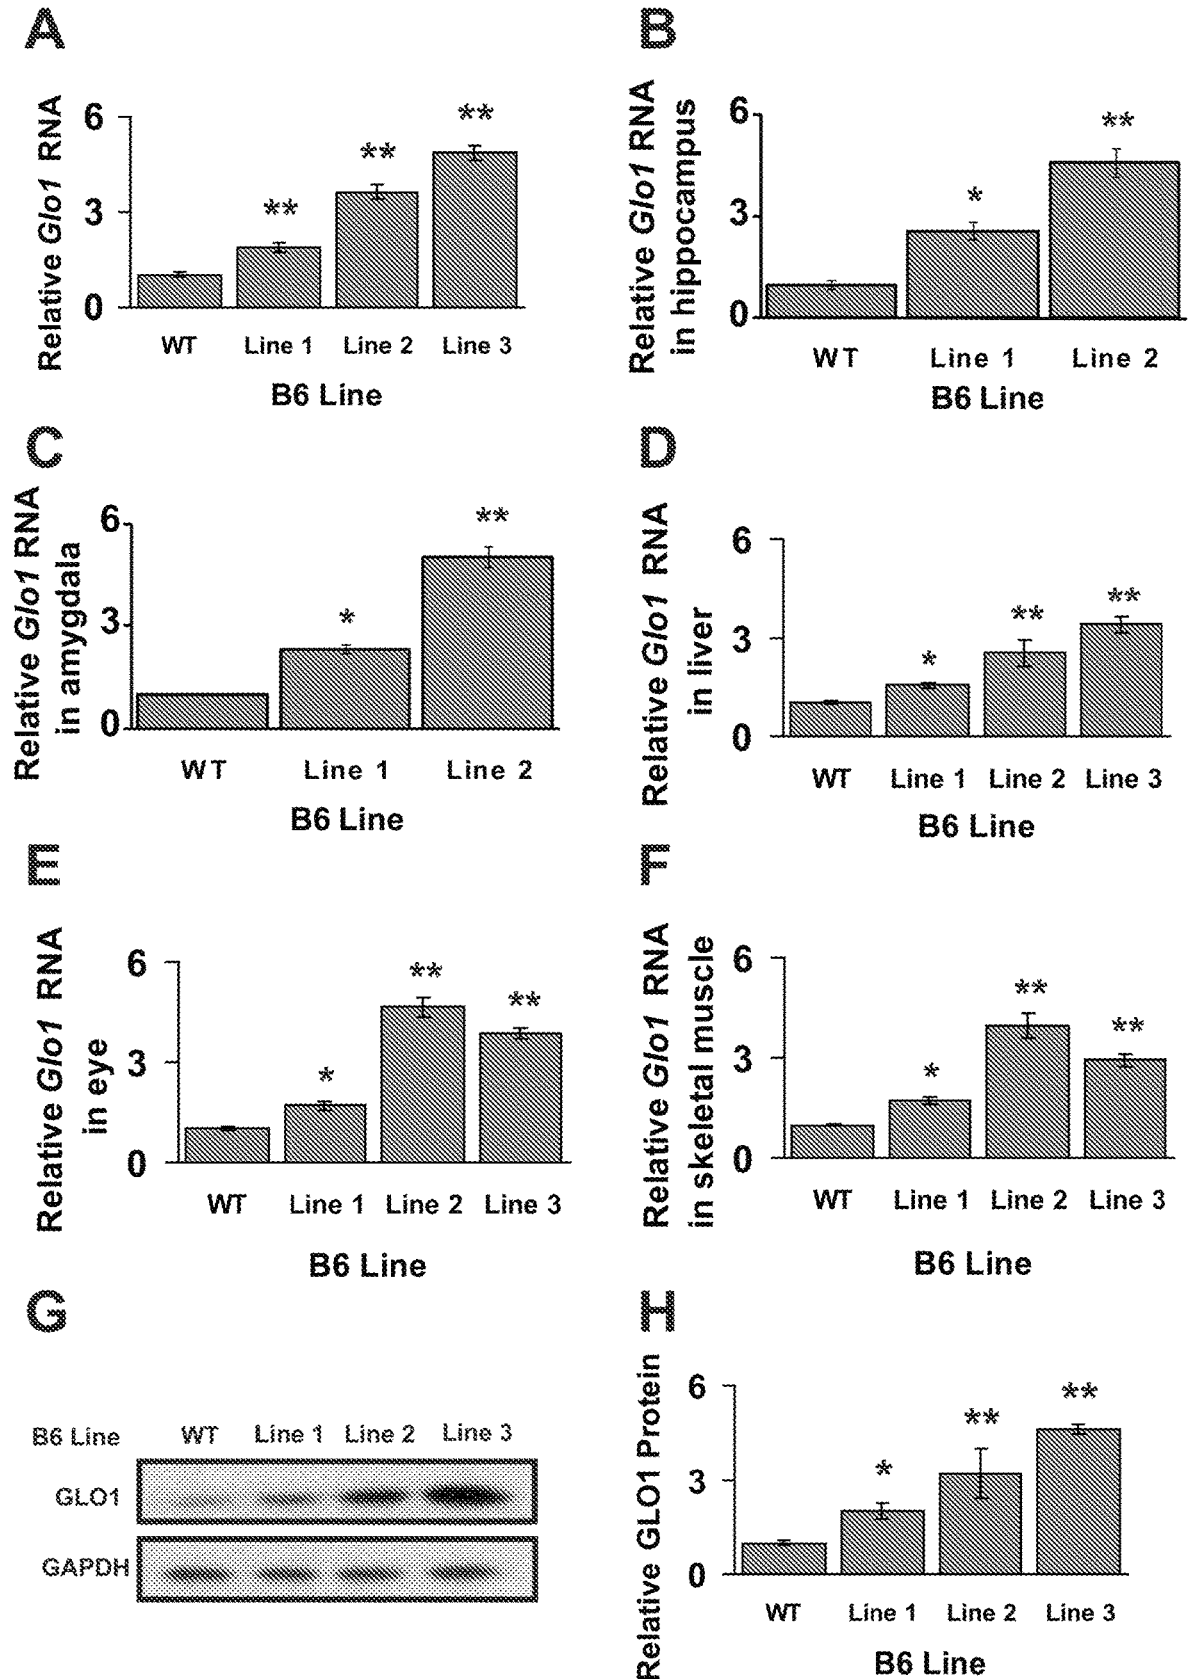 A
Relative Glo1 RNA
6
3
0
** ** **
WT Line 1 Line 2 Line 3
B6 Line
B
Relative Glo1 RNA
in hippocampus
6
3
0
* **
WT Line 1 Line 2
B6 Line
C
Relative Glo1 RNA
in amygdala
6
3
0
* **
WT Line 1 Line 2
B6 Line
D
Relative Glo1 RNA
in liver
6
3
0
* ** **
WT Line 1 Line 2 Line 3
B6 Line
E
Relative Glo1 RNA
in eye
6
3
0
* ** **
WT Line 1 Line 2 Line 3
B6 Line
F
Relative Glo1 RNA
in skeletal muscle
6
3
0
* ** **
WT Line 1 Line 2 Line 3
B6 Line
G
B6 Line WT Line 1 Line 2 Line 3
GLO1
GAPDH
H
Relative GLO1 Protein
6
3
0
* ** **
WT Line 1 Line 2 Line 3
B6 Line